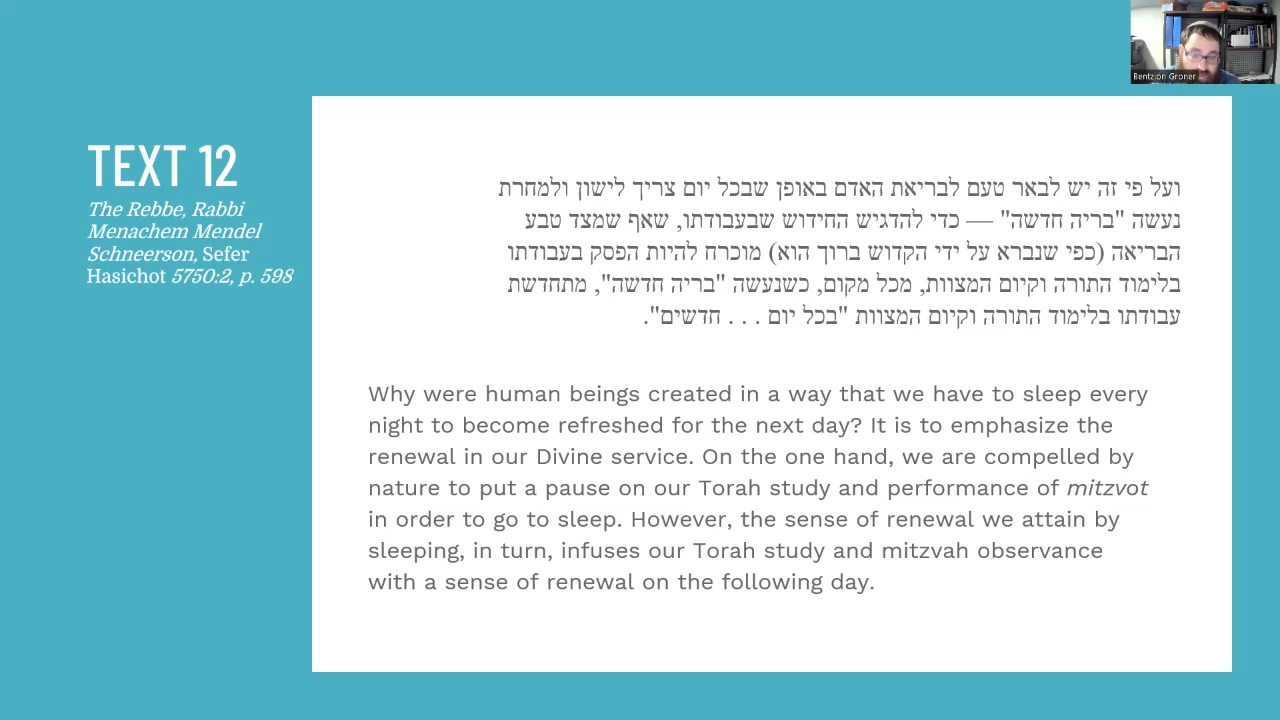 Bentzion Groner
TEXT 12
The Rebbe, Rabbi
Menachem Mendel
Schneerson, Sefer
Hasichot 5750:2, p. 598
ועל פי זה יש לבאר טעם לבריאת האדם באופן שבכל יום צריך לישון ולמחרת
נעשה "בריה חדשה" — כדי להדגיש החידוש שבעבודתו, שאף שמצד טבע
הבריאה (כפי שנברא על ידי הקדוש ברוך הוא) מוכרח להיות הפסק בעבודתו
בלימוד התורה וקיום המצוות, מכל מקום, כשנעשה "בריה חדשה", מתחדשת
עבודתו בלימוד התורה וקיום המצוות "בכל יום . . . חדשים".
Why were human beings created in a way that we have to sleep every
night to become refreshed for the next day? It is to emphasize the
renewal in our Divine service. On the one hand, we are compelled by
nature to put a pause on our Torah study and performance of mitzvot
in order to go to sleep. However, the sense of renewal we attain by
sleeping, in turn, infuses our Torah study and mitzvah observance
with a sense of renewal on the following day.